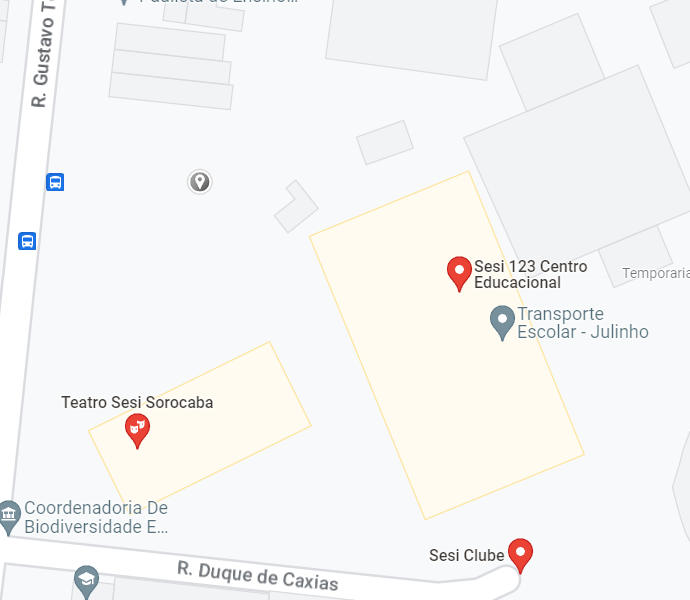 R. Gustavo T
Sesi 123 Centro
Educacional
Temporaria
Transporte
Escolar - Julinho
Teatro Sesi Sorocaba
Coordenadoria De
Biodiversidade E...
Sesi Clube
R. Duque de Caxias